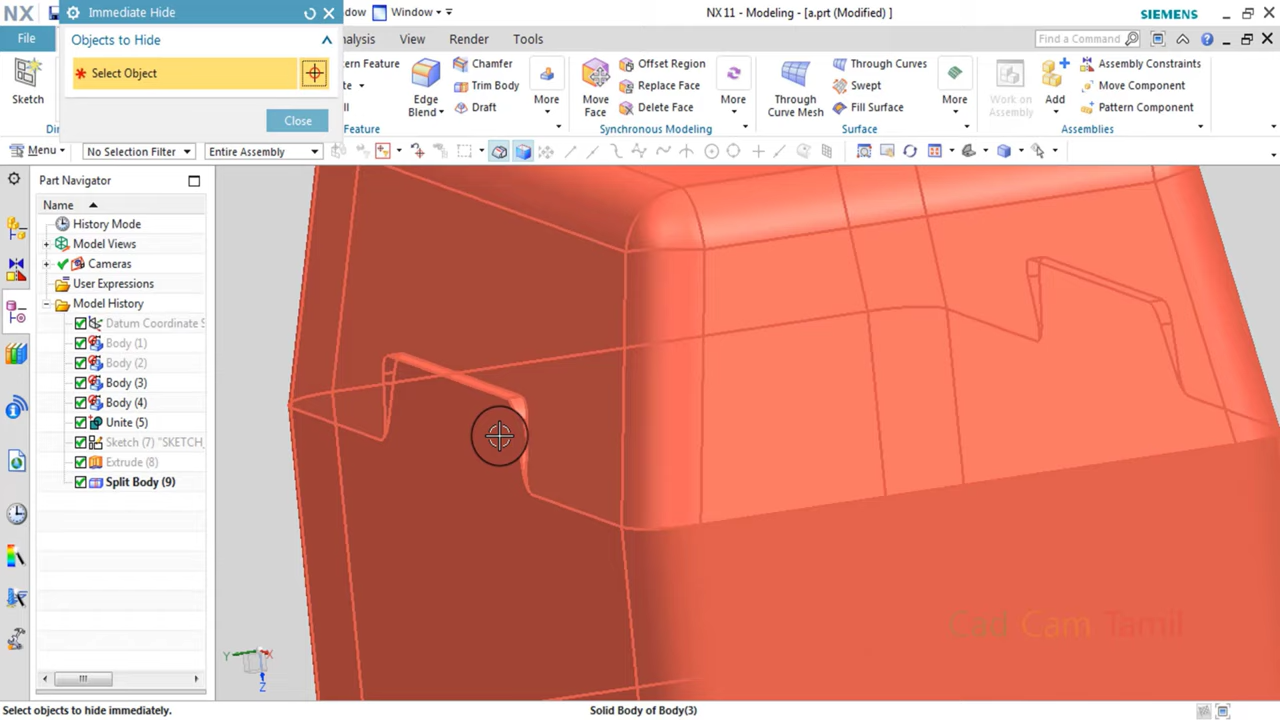 NX
Immediate Hide
Window
Window
NX 11 - Modeling - [a.prt (Modified) ]
SIEMENS
File
Objects to Hide
alysis
View
Render
Tools
Find a Command
Select Object
Close
Sketch
tern Feature
Edge Blend
Chamfer
Trim Body
Draft
More
Feature
Move Face
Offset Region
Replace Face
Delete Face
More
Synchronous Modeling
Through Curve Mesh
Through Curves
Swept
Fill Surface
More
Surface
Work on Assembly
Add
Assembly Constraints
Move Component
Pattern Component
Assemblies
Menu
No Selection Filter
Entire Assembly
Part Navigator
Name
History Mode
Model Views
Cameras
User Expressions
Model History
Datum Coordinate S
Body (1)
Body (2)
Body (3)
Body (4)
Unite (5)
Sketch (7) "SKETCH_
Extrude (8)
Split Body (9)
Cad Cam Tamil
Y
X
Z
Select objects to hide immediately.
Solid Body of Body(3)